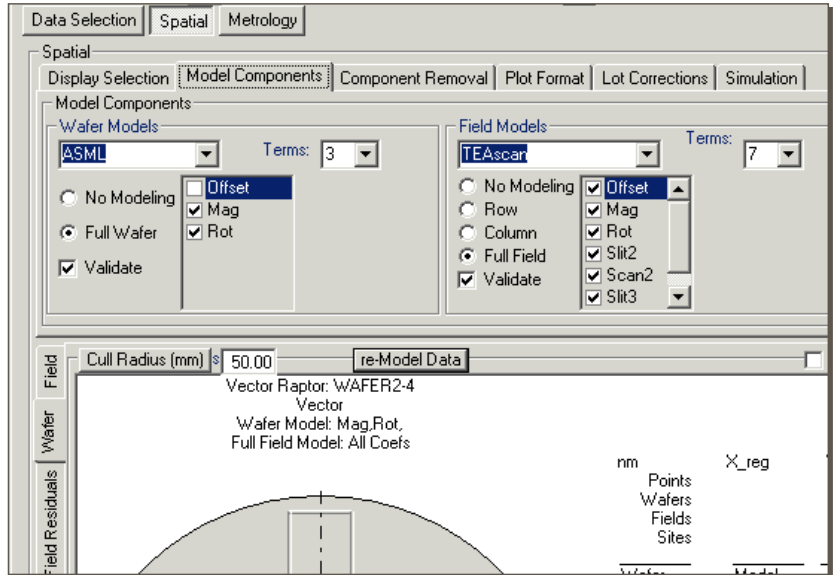 Data Selection Spatial Metrology
Spatial
Display Selection Model Components Component Removal Plot Format Lot Corrections Simulation
Model Components
Wafer Models
ASML Terms: 3
No Modeling
Full Wafer
Validate
Offset
Mag
Rot
Field Models
TEAscan Terms: 7
No Modeling
Row
Column
Full Field
Validate
Offset
Mag
Rot
Slit2
Scan2
Slit3
Field
Wafer
Field Residuals
Cull Radius (mm) s 50.00 re-Model Data
Vector Raptor: WAFER2-4
Vector
Wafer Model: Mag,Rot,
Full Field Model: All Coefs
nm X_reg
Points
Wafers
Fields
Sites